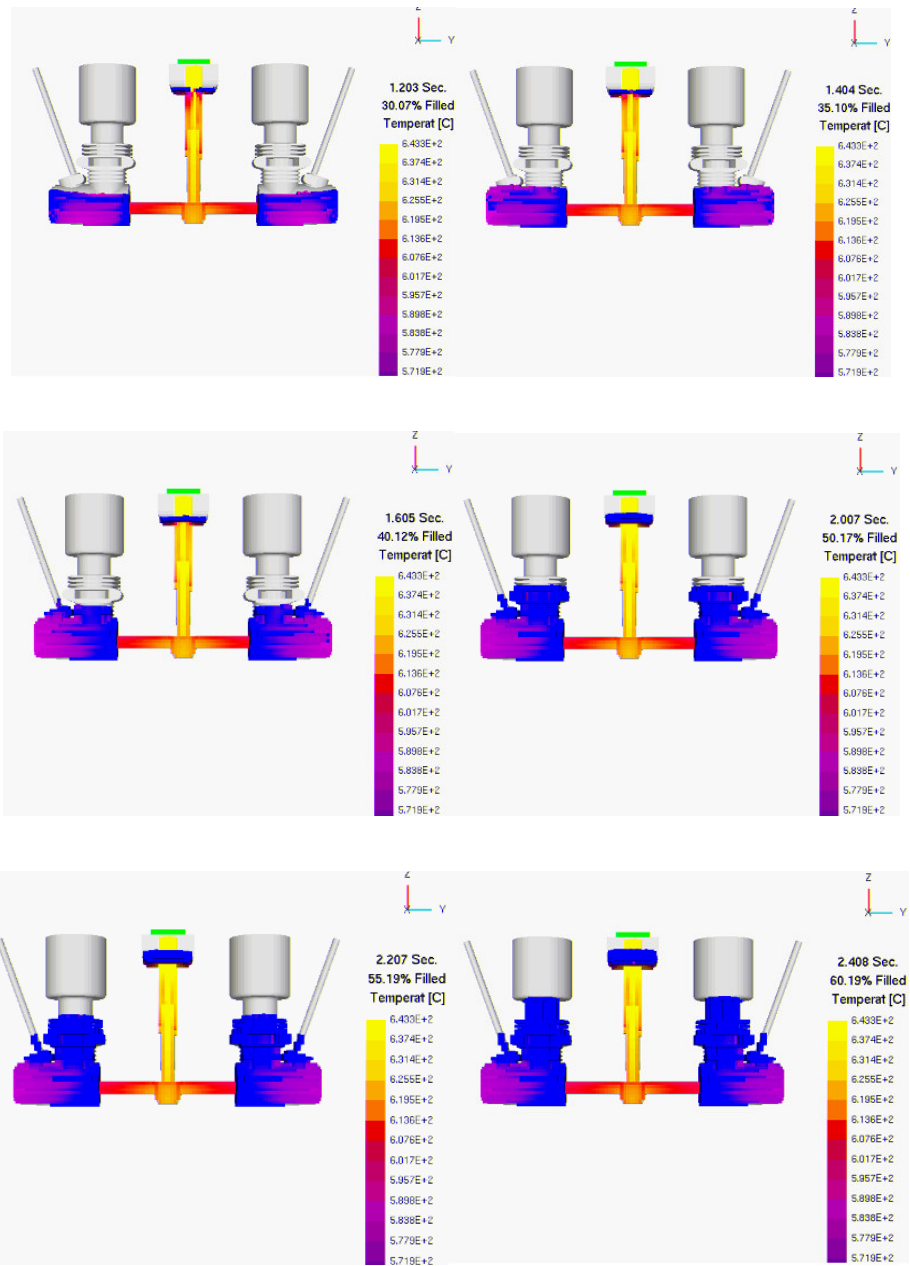 Z
X Y
1.203 Sec.
30.07% Filled
Temperat [C]
6.433E+2
6.374E+2
6.314E+2
6.255E+2
6.195E+2
6.136E+2
6.076E+2
6.017E+2
5.957E+2
5.898E+2
5.838E+2
5.779E+2
5.719E+2
Z
X Y
1.404 Sec.
35.10% Filled
Temperat [C]
6.433E+2
6.374E+2
6.314E+2
6.255E+2
6.195E+2
6.136E+2
6.076E+2
6.017E+2
5.957E+2
5.898E+2
5.838E+2
5.779E+2
5.719E+2
Z
X Y
1.605 Sec.
40.12% Filled
Temperat [C]
6.433E+2
6.374E+2
6.314E+2
6.255E+2
6.195E+2
6.136E+2
6.076E+2
6.017E+2
5.957E+2
5.898E+2
5.838E+2
5.779E+2
5.719E+2
Z
X Y
2.007 Sec.
50.17% Filled
Temperat [C]
6.433E+2
6.374E+2
6.314E+2
6.255E+2
6.195E+2
6.136E+2
6.076E+2
6.017E+2
5.957E+2
5.898E+2
5.838E+2
5.779E+2
5.719E+2
Z
X Y
2.207 Sec.
55.19% Filled
Temperat [C]
6.433E+2
6.374E+2
6.314E+2
6.255E+2
6.195E+2
6.136E+2
6.076E+2
6.017E+2
5.957E+2
5.898E+2
5.838E+2
5.779E+2
5.719E+2
Z
X Y
2.408 Sec.
60.19% Filled
Temperat [C]
6.433E+2
6.374E+2
6.314E+2
6.255E+2
6.195E+2
6.136E+2
6.076E+2
6.017E+2
5.957E+2
5.898E+2
5.838E+2
5.779E+2
5.719E+2